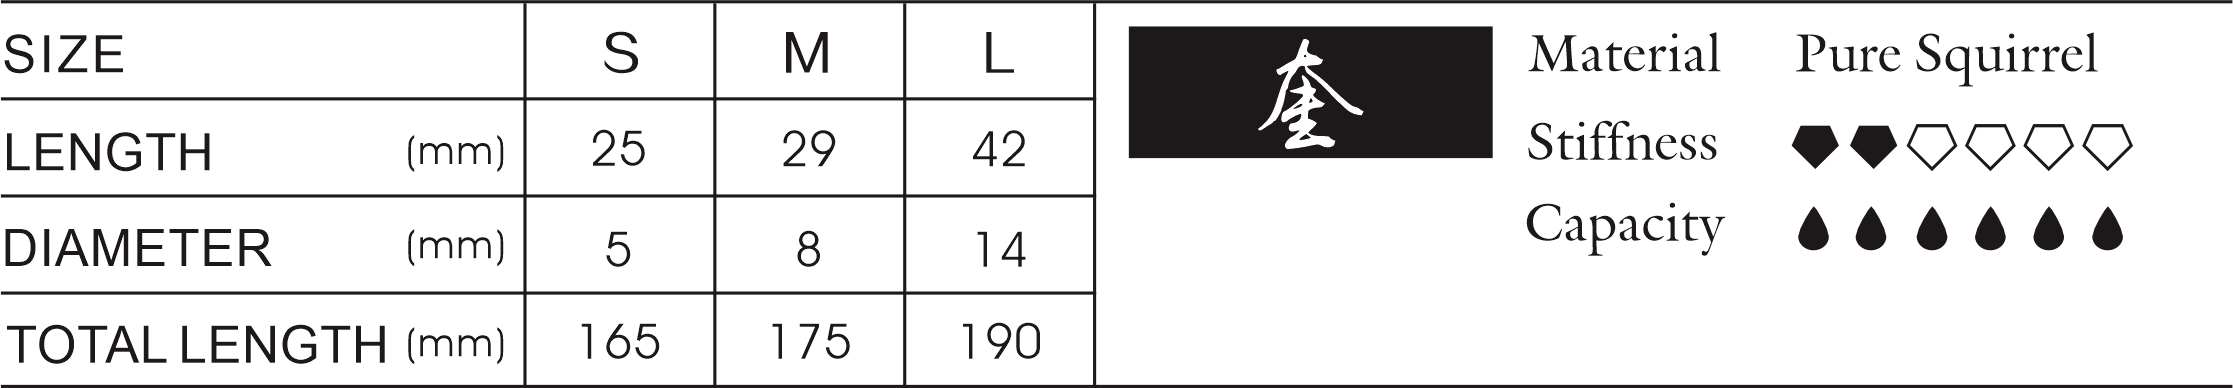 SIZE S M L
LENGTH (mm) 25 29 42
DIAMETER (mm) 5 8 14
TOTAL LENGTH (mm) 165 175 190
奎
Material Pure Squirrel
Stiffness
Capacity